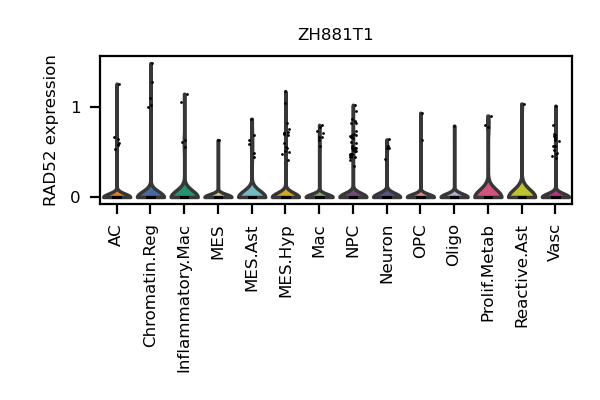 ZH881T1
RAD52 expression
1
0
AC
Chromatin.Reg
Inflammatory.Mac
MES
MES.Ast
MES.Hyp
Mac
NPC
Neuron
OPC
Oligo
Prolif.Metab
Reactive.Ast
Vasc